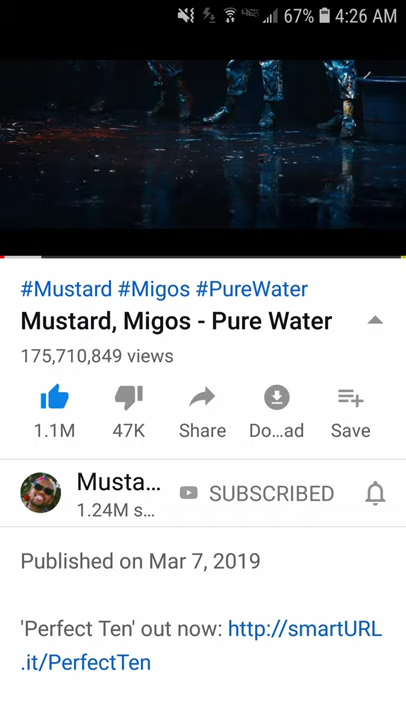 67% 4:26 AM
#Mustard #Migos #PureWater
Mustard, Migos - Pure Water
175,710,849 views
1.1M 47K Share Do...ad Save
Musta... SUBSCRIBED
1.24M s...
Published on Mar 7, 2019
'Perfect Ten' out now: http://smartURL
.it/PerfectTen